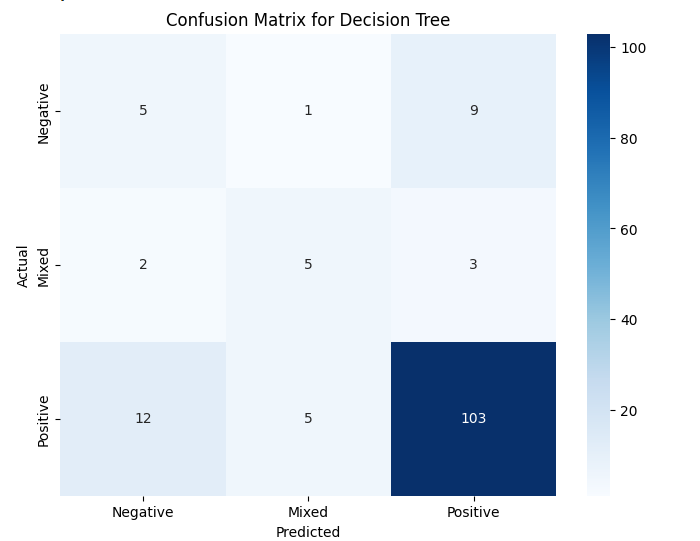 Confusion Matrix for Decision Tree
Negative
5
1
9
100
80
Actual
Mixed
2
5
3
60
40
Positive
12
5
103
20
Negative
Mixed
Positive
Predicted